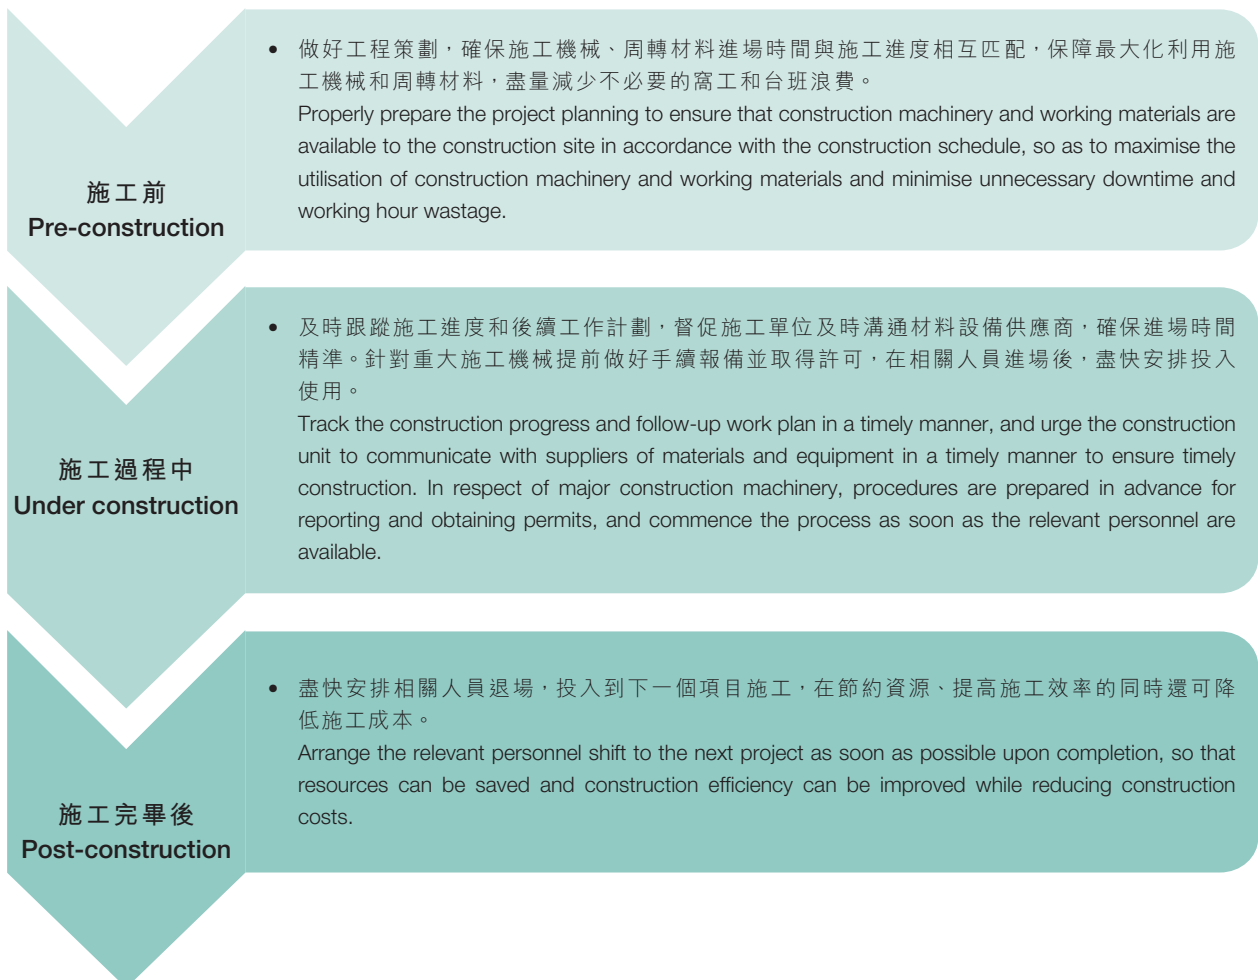 施工前
Pre-construction
• 做好工程策劃，確保施工機械、周轉材料進場時間與施工進度相互匹配，保障最大化利用施
工機械和周轉材料，盡量減少不必要的窩工和台班浪費。
Properly prepare the project planning to ensure that construction machinery and working materials are
available to the construction site in accordance with the construction schedule, so as to maximise the
utilisation of construction machinery and working materials and minimise unnecessary downtime and
working hour wastage.
施工過程中
Under construction
• 及時跟蹤施工進度和後續工作計劃，督促施工單位及時溝通材料設備供應商，確保進場時間
精準。針對重大施工機械提前做好手續報備並取得許可，在相關人員進場後，盡快安排投入
使用。
Track the construction progress and follow-up work plan in a timely manner, and urge the construction
unit to communicate with suppliers of materials and equipment in a timely manner to ensure timely
construction. In respect of major construction machinery, procedures are prepared in advance for
reporting and obtaining permits, and commence the process as soon as the relevant personnel are
available.
施工完畢後
Post-construction
• 盡快安排相關人員退場，投入到下一個項目施工，在節約資源、提高施工效率的同時還可降
低施工成本。
Arrange the relevant personnel shift to the next project as soon as possible upon completion, so that
resources can be saved and construction efficiency can be improved while reducing construction
costs.